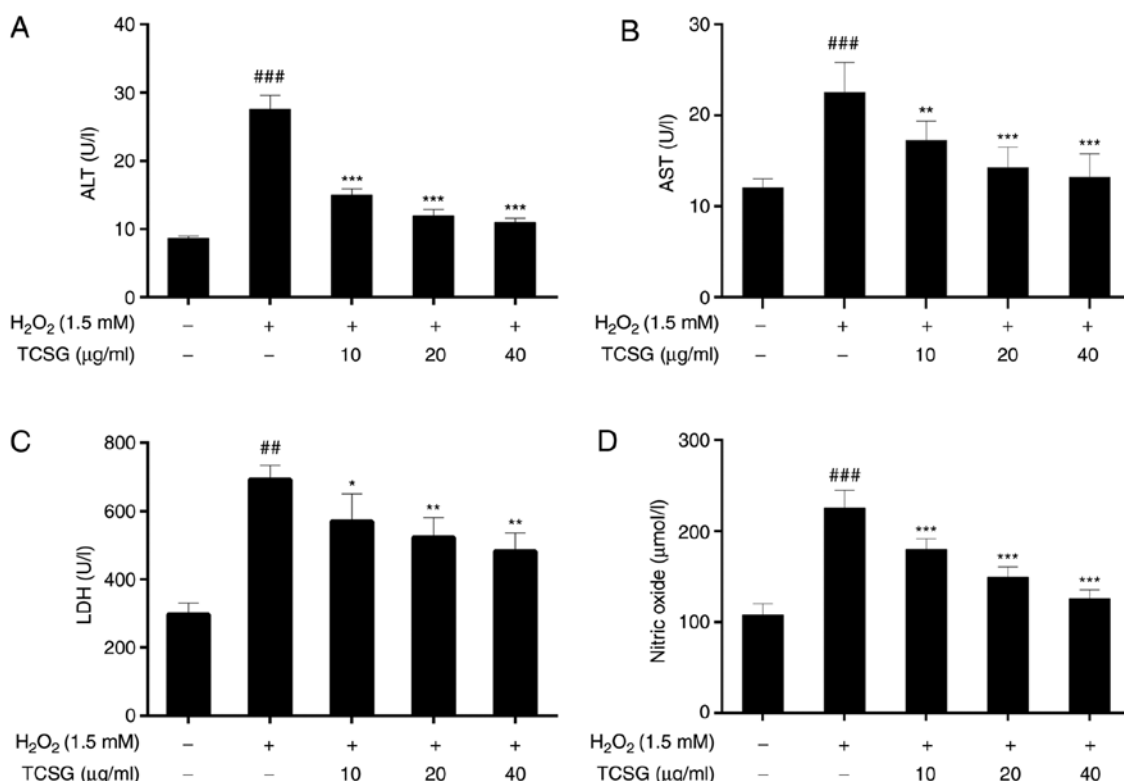 A
40
30
20
10
0
ALT (U/l)
###
***
***
***
H₂O₂ (1.5 mM) – + + + +
TCSG (µg/ml) – – 10 20 40
B
30
20
10
0
AST (U/l)
###
**
***
***
H₂O₂ (1.5 mM) – + + + +
TCSG (µg/ml) – – 10 20 40
C
800
600
400
200
0
LDH (U/l)
##
*
**
**
H₂O₂ (1.5 mM) – + + + +
TCSG (µg/ml) – – 10 20 40
D
300
200
100
0
Nitric oxide (µmol/l)
###
***
***
***
H₂O₂ (1.5 mM) – + + + +
TCSG (µg/ml) – – 10 20 40